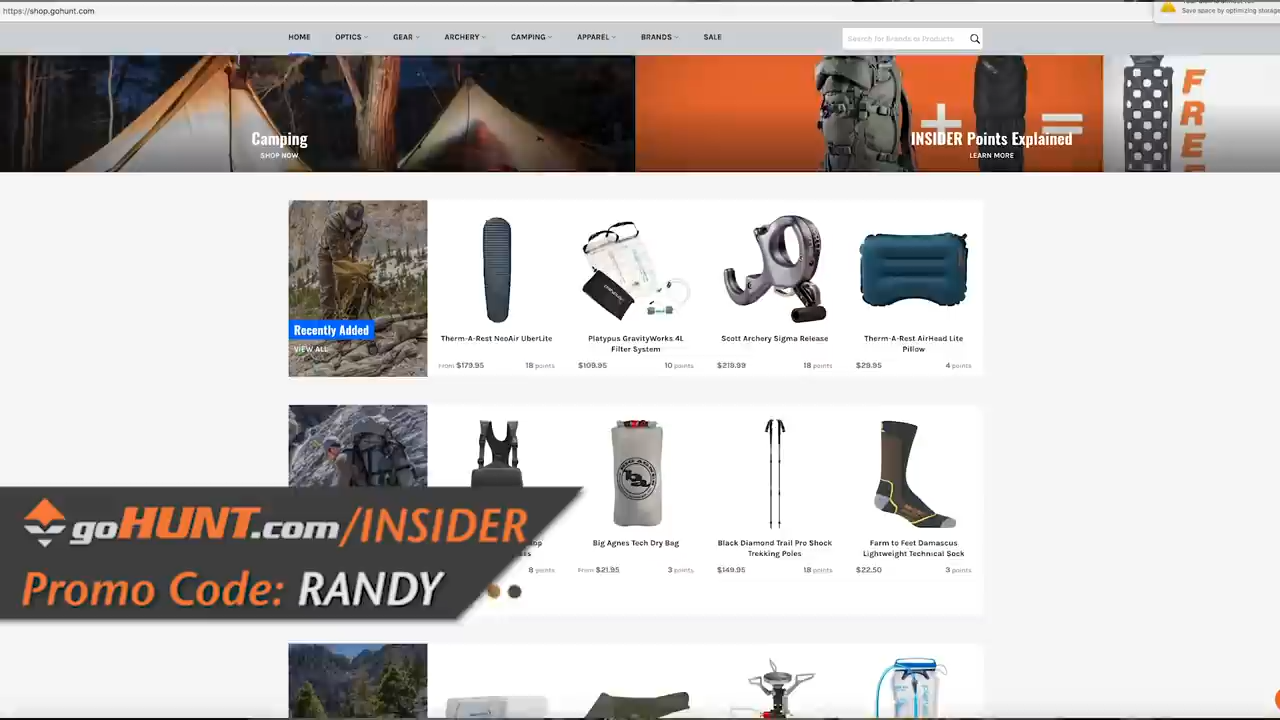 https://shop.gohunt.com
Save space by optimizing storage
HOME OPTICS GEAR ARCHERY CAMPING APPAREL BRANDS SALE
Search for Brands or Products
Camping
SHOP NOW
INSIDER Points Explained
LEARN MORE
+ =
FREE
Recently Added
VIEW ALL
Therm-A-Rest NeoAir UberLite
From $179.95 18 points
Platypus GravityWorks 4L
Filter System
$109.95 10 points
Scott Archery Sigma Release
$219.99 18 points
Therm-A-Rest AirHead Lite
Pillow
$29.95 4 points
8 points
BIG AGNES
Big Agnes Tech Dry Bag
From $21.95 3 points
Black Diamond Trail Pro Shock
Trekking Poles
$149.95 18 points
Farm to Feet Damascus
Lightweight Technical Sock
$22.50 3 points
goHUNT.com/INSIDER
Promo Code: RANDY